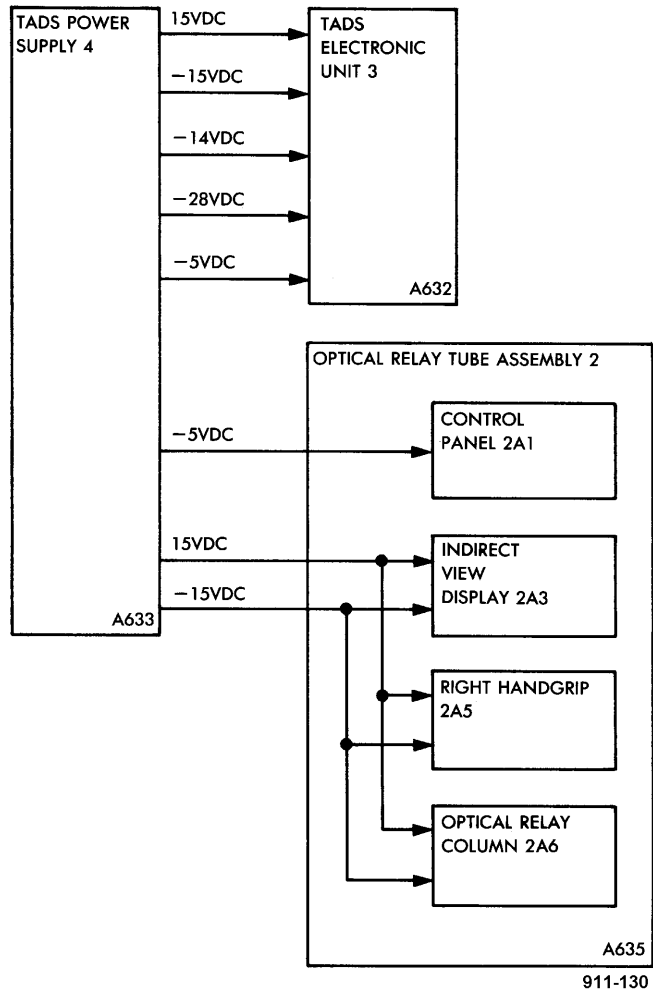 TADS POWER
SUPPLY 4
15VDC
−15VDC
−14VDC
−28VDC
−5VDC
TADS
ELECTRONIC
UNIT 3
A632
−5VDC
15VDC
−15VDC
A633
OPTICAL RELAY TUBE ASSEMBLY 2
CONTROL
PANEL 2A1
INDIRECT
VIEW
DISPLAY 2A3
RIGHT HANDGRIP
2A5
OPTICAL RELAY
COLUMN 2A6
A635
911-130